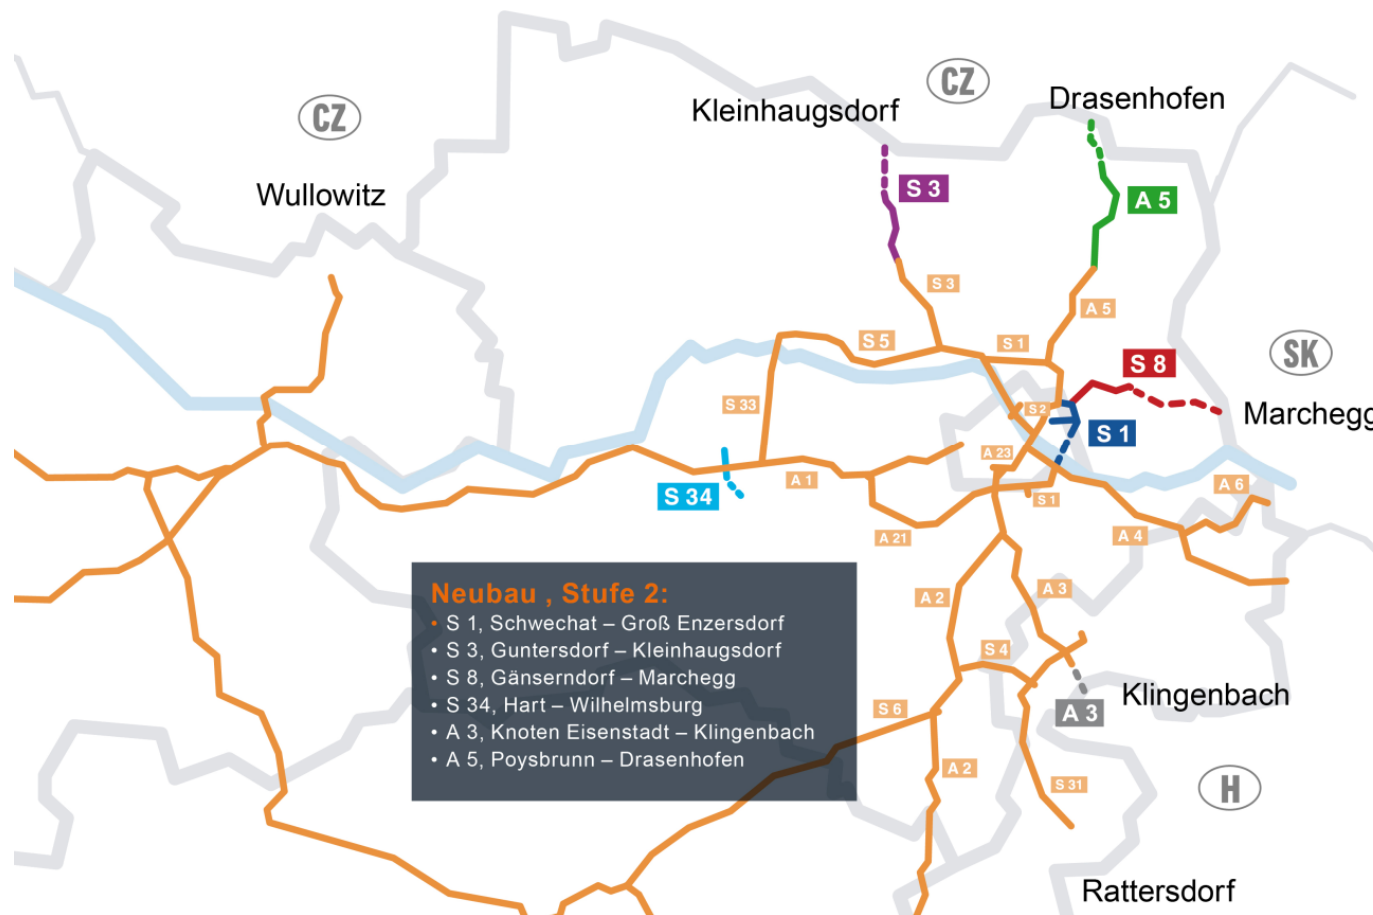 CZ
Drasenhofen
Kleinhaugsdorf
CZ
Wullowitz
S 3
A 5
S 3
A 5
S 5
S 1
SK
S 8
S 33
S 2
Marchegg
S 1
A 23
A 1
S 34
S 1
A 6
A 21
A 4
Neubau , Stufe 2:
• S 1, Schwechat – Groß Enzersdorf
• S 3, Guntersdorf – Kleinhaugsdorf
• S 8, Gänserndorf – Marchegg
• S 34, Hart – Wilhelmsburg
• A 3, Knoten Eisenstadt – Klingenbach
• A 5, Poysbrunn – Drasenhofen
A 2
A 3
S 4
Klingenbach
S 6
A 3
A 2
S 31
H
Rattersdorf